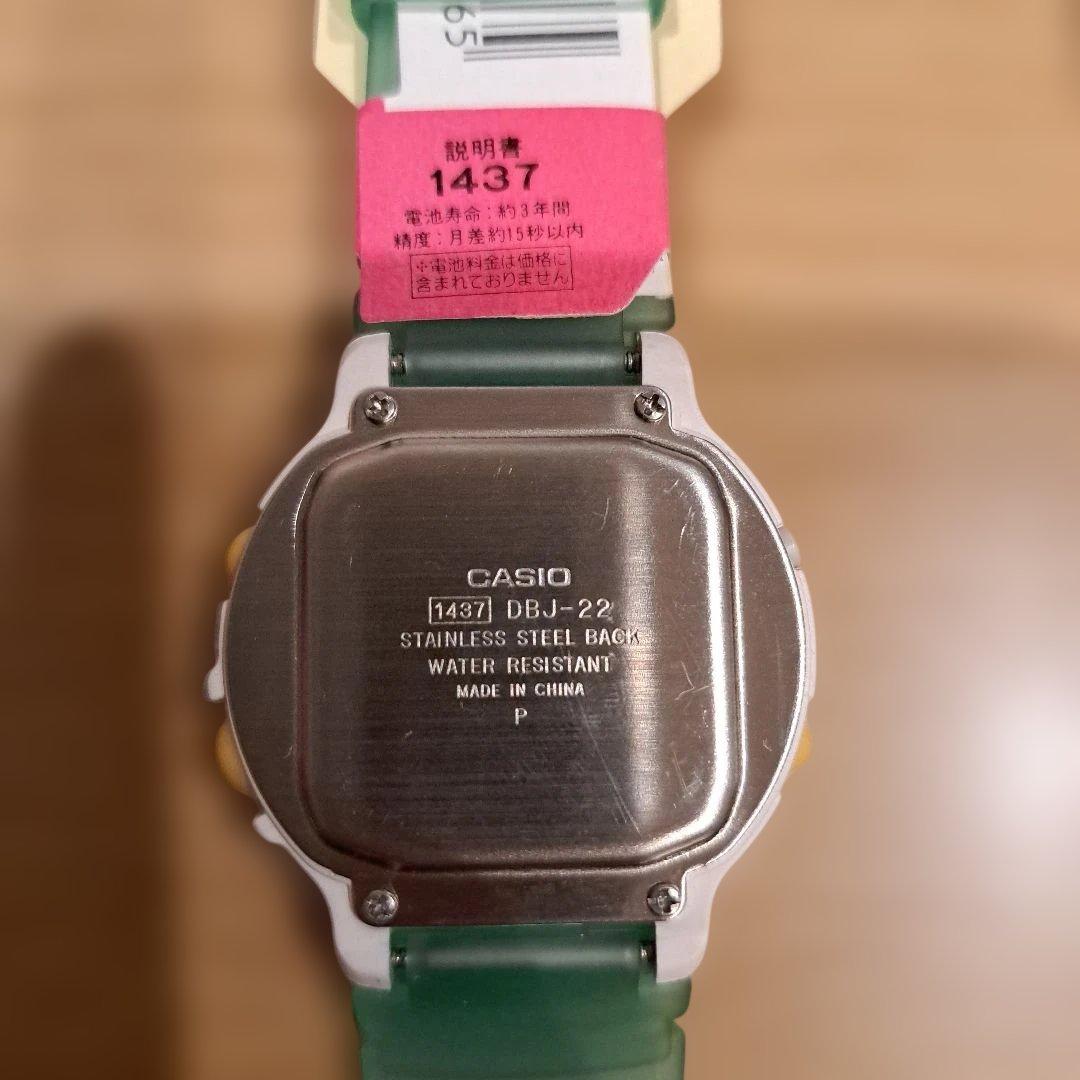 65
説明書
1437
電池寿命：約3年間
精度：月差約15秒以内
※電池料金は価格に
含まれておりません
CASIO
1437 DBJ-22
STAINLESS STEEL BACK
WATER RESISTANT
MADE IN CHINA
P